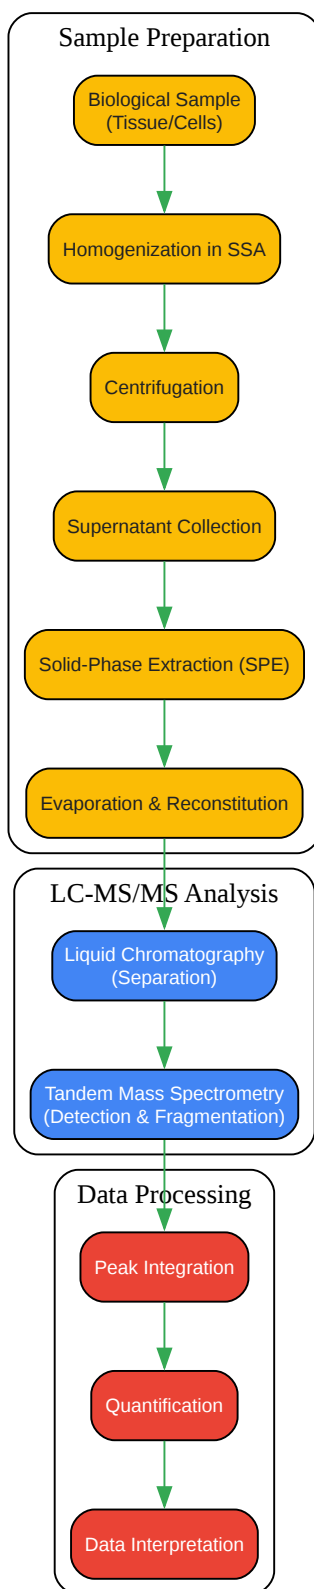 Sample Preparation
Biological Sample
(Tissue/Cells)
Homogenization in SSA
Centrifugation
Supernatant Collection
Solid-Phase Extraction (SPE)
Evaporation & Reconstitution
LC-MS/MS Analysis
Liquid Chromatography
(Separation)
Tandem Mass Spectrometry
(Detection & Fragmentation)
Data Processing
Peak Integration
Quantification
Data Interpretation